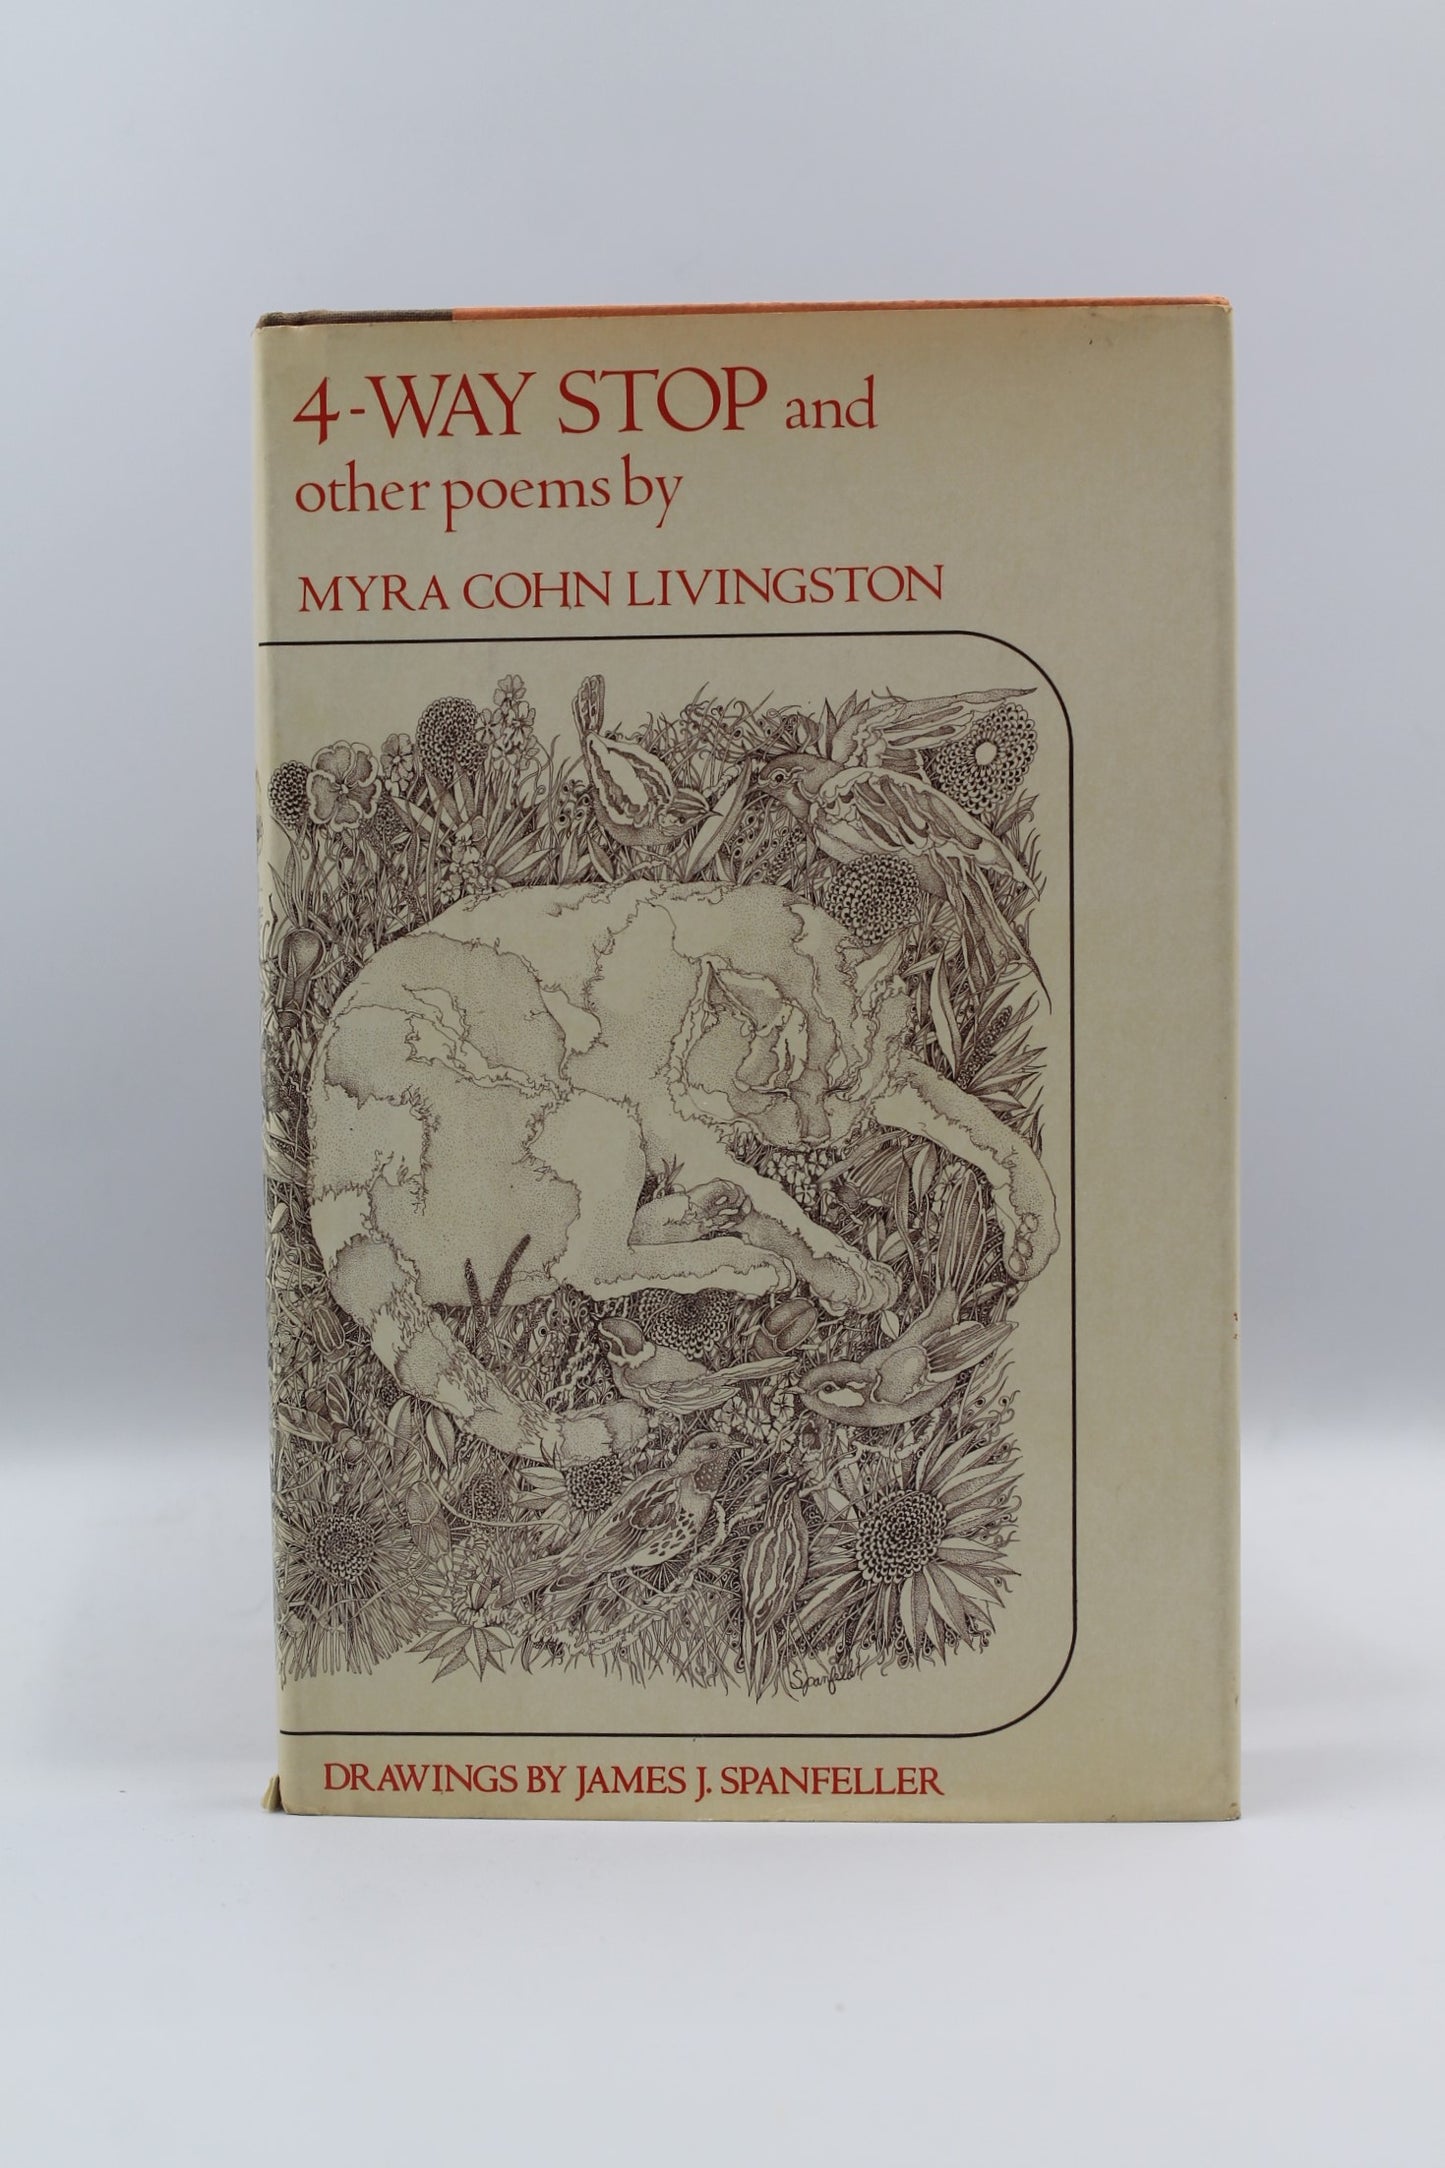 4-WAY STOP and
other poems by
MYRA COHN LIVINGSTON
Spanfeller
DRAWINGS BY JAMES J. SPANFELLER